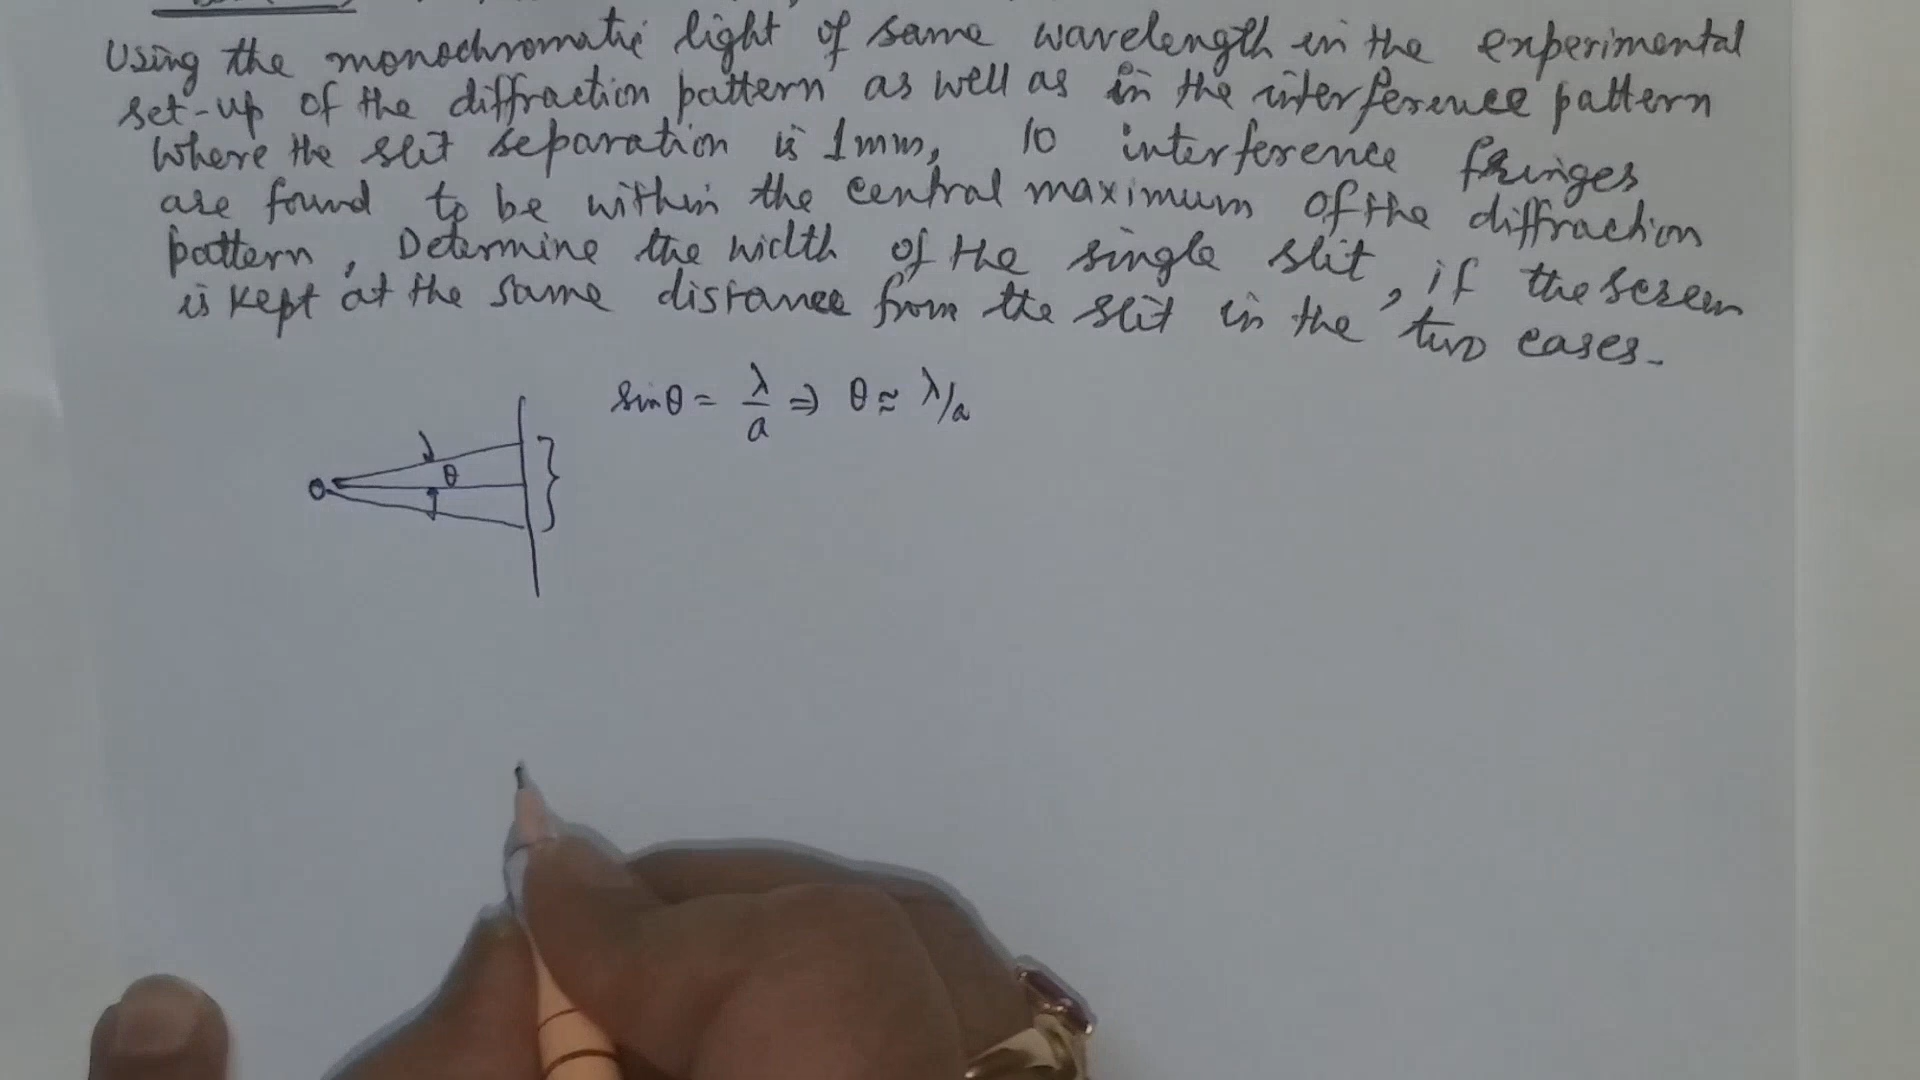 Using the monochromatic light of same wavelength in the experimental
set-up of the diffraction pattern as well as in the interference pattern
where the slit separation is 1mm, 10 interference fringes
are found to be within the central maximum of the diffraction
pattern, Determine the width of the single slit, if the screen
is kept at the same distance from the slit in the two cases.
sinθ = λ/a ⇒ θ ≈ λ/a
θ